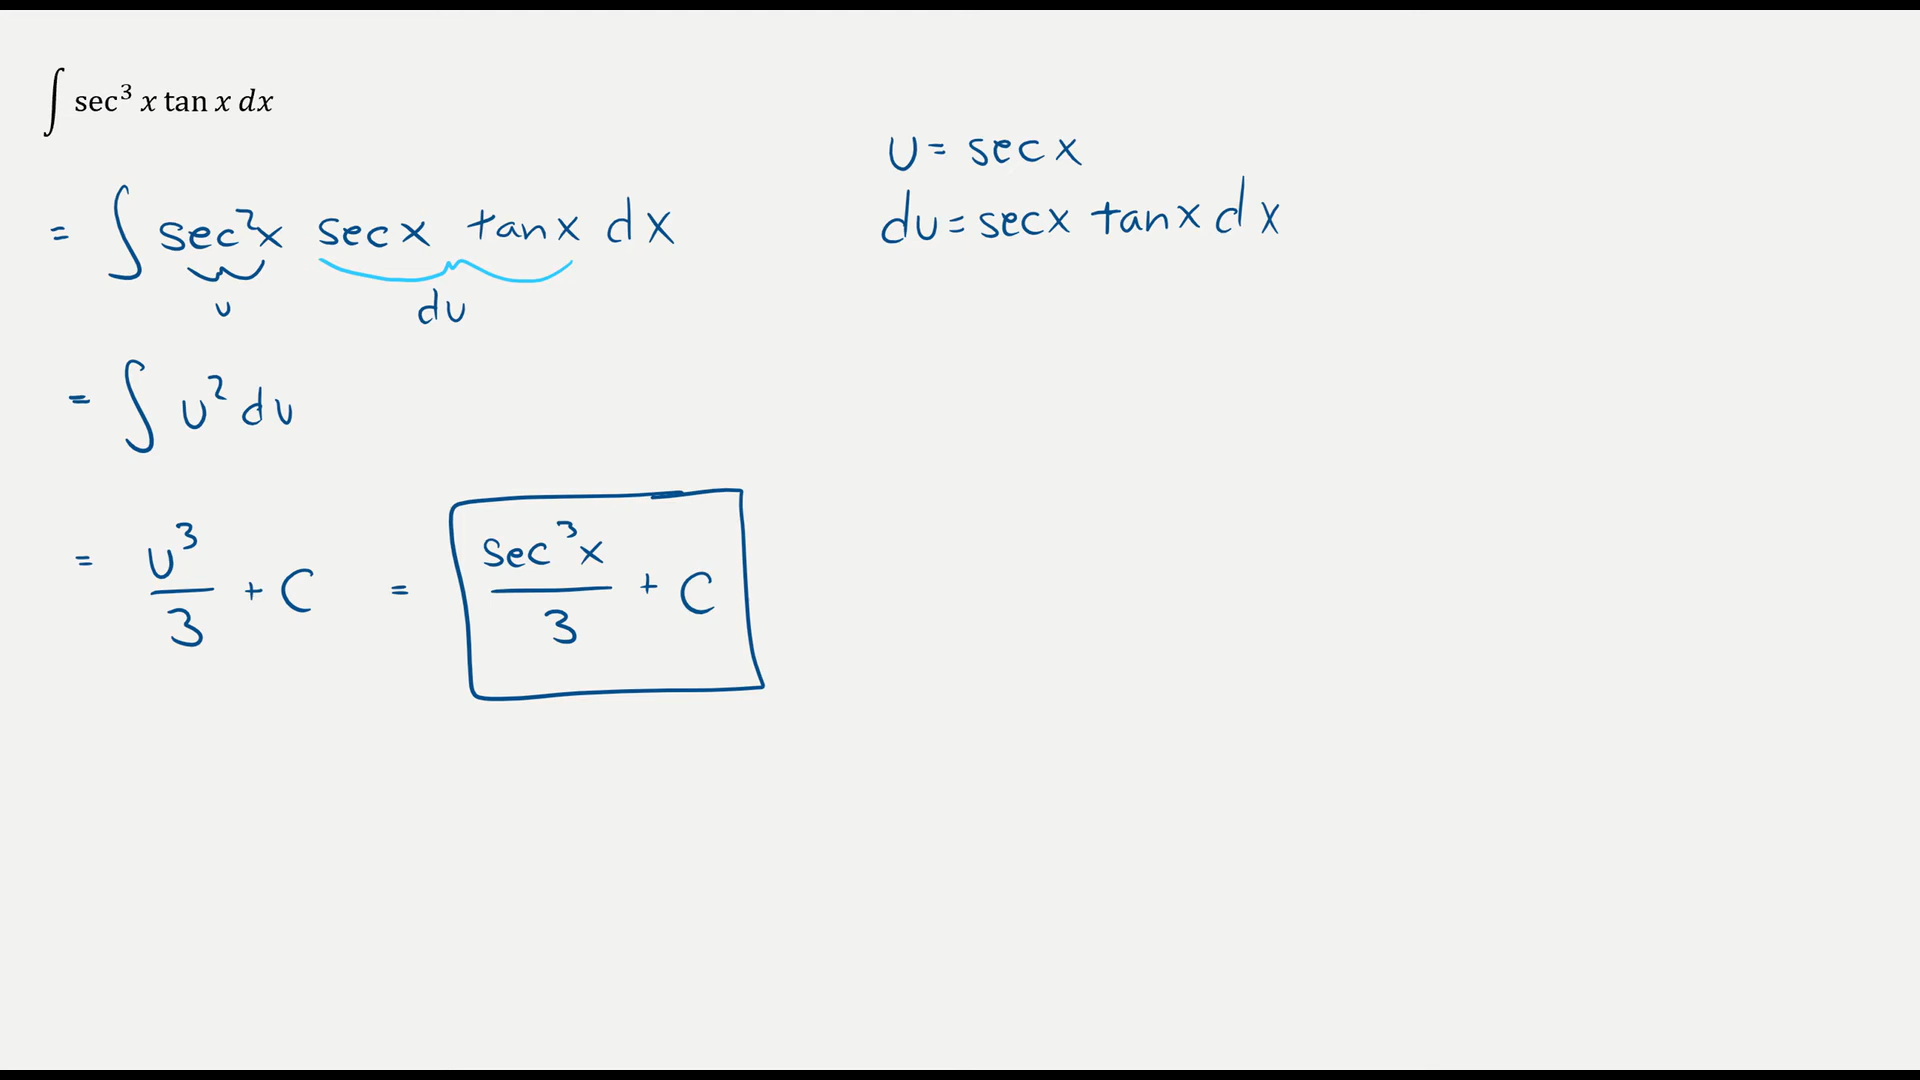 ∫ sec³ x tan x dx
u = sec x
du = sec x tan x dx
= ∫ sec²x sec x tan x dx
u du
= ∫ u² du
= u³/3 + C = sec³x/3 + C